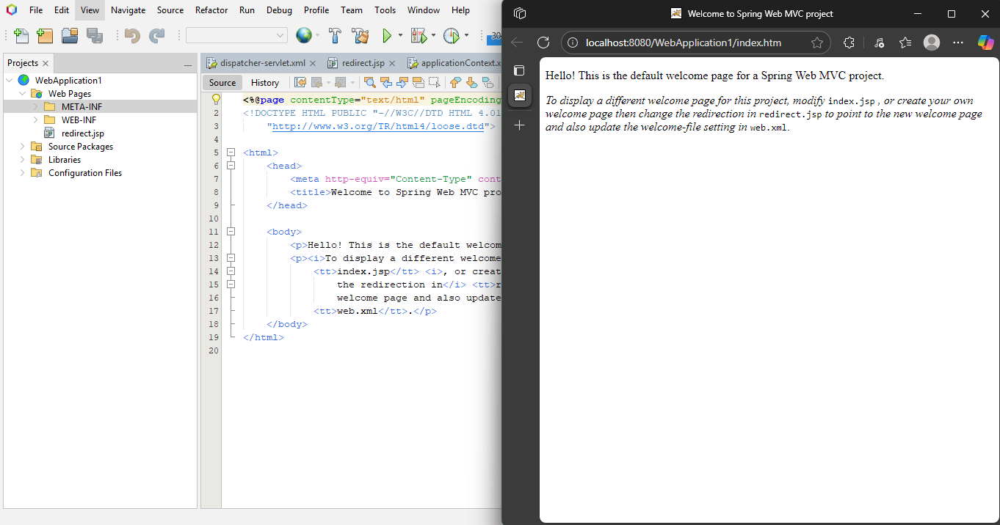 File Edit View Navigate Source Refactor Run Debug Profile Team Tools Window Help
Projects
WebApplication1
Web Pages
META-INF
WEB-INF
redirect.jsp
Source Packages
Libraries
Configuration Files
dispatcher-servlet.xml redirect.jsp applicationContext.x
Source History
<%@page contentType="text/html" pageEncoding
2 <!DOCTYPE HTML PUBLIC "-//W3C//DTD HTML 4.01
3 "http://www.w3.org/TR/html4/loose.dtd">
4
5 <html>
6 <head>
7 <meta http-equiv="Content-Type" cont
8 <title>Welcome to Spring Web MVC pro
9 </head>
10
11 <body>
12 <p>Hello! This is the default welcom
13 <p><i>To display a different welcome
14 <tt>index.jsp</tt> <i>, or creat
15 the redirection in</i> <tt>r
16 welcome page and also update
17 <tt>web.xml</tt>.</p>
18 </body>
19 </html>
20
Welcome to Spring Web MVC project
localhost:8080/WebApplication1/index.htm
Hello! This is the default welcome page for a Spring Web MVC project.
To display a different welcome page for this project, modify index.jsp , or create your own
welcome page then change the redirection in redirect.jsp to point to the new welcome page
and also update the welcome-file setting in web.xml.